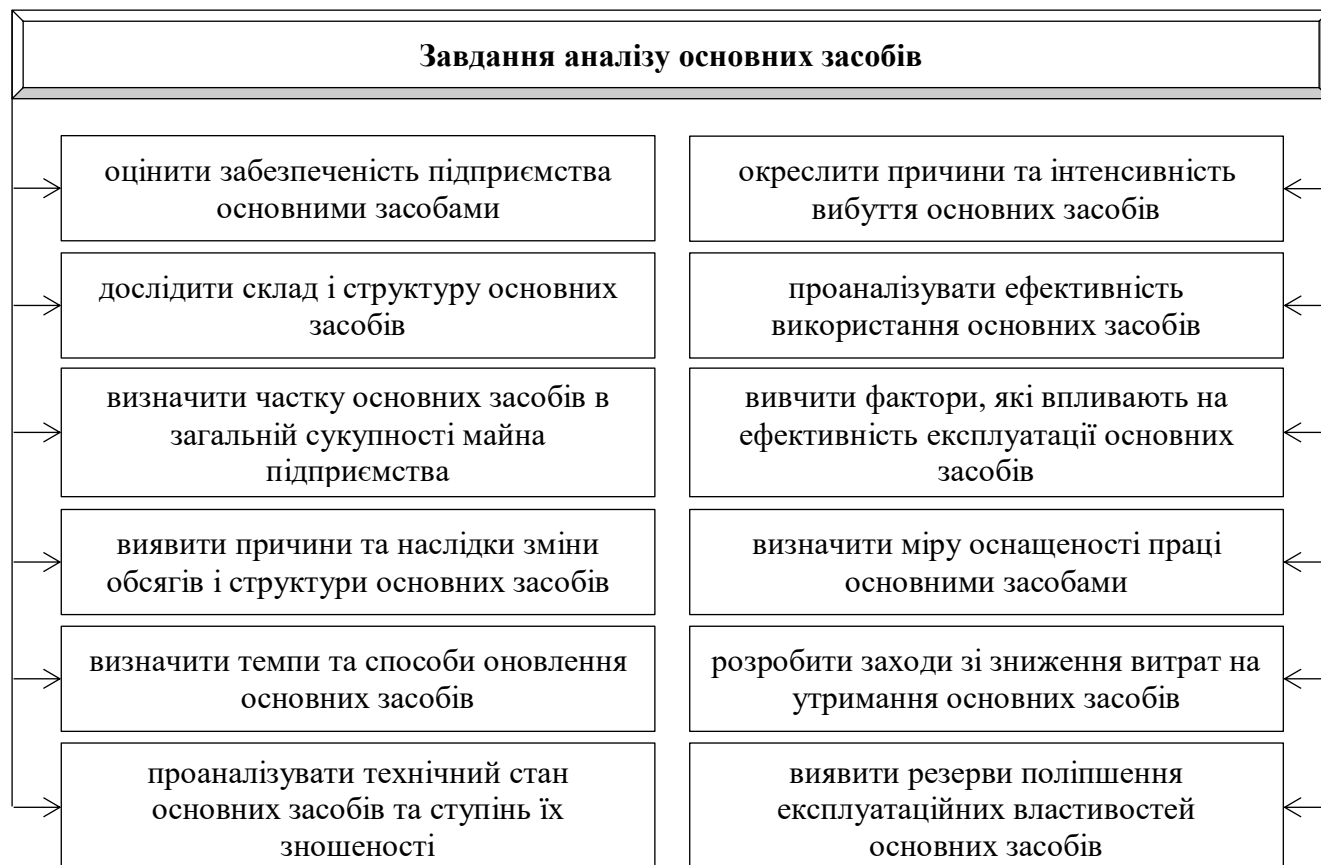 Завдання аналізу основних засобів
оцінити забезпеченість підприємства
основними засобами
дослідити склад і структуру основних
засобів
визначити частку основних засобів в
загальній сукупності майна
підприємства
виявити причини та наслідки зміни
обсягів і структури основних засобів
визначити темпи та способи оновлення
основних засобів
проаналізувати технічний стан
основних засобів та ступінь їх
зношеності
окреслити причини та інтенсивність
вибуття основних засобів
проаналізувати ефективність
використання основних засобів
вивчити фактори, які впливають на
ефективність експлуатації основних
засобів
визначити міру оснащеності праці
основними засобами
розробити заходи зі зниження витрат на
утримання основних засобів
виявити резерви поліпшення
експлуатаційних властивостей
основних засобів